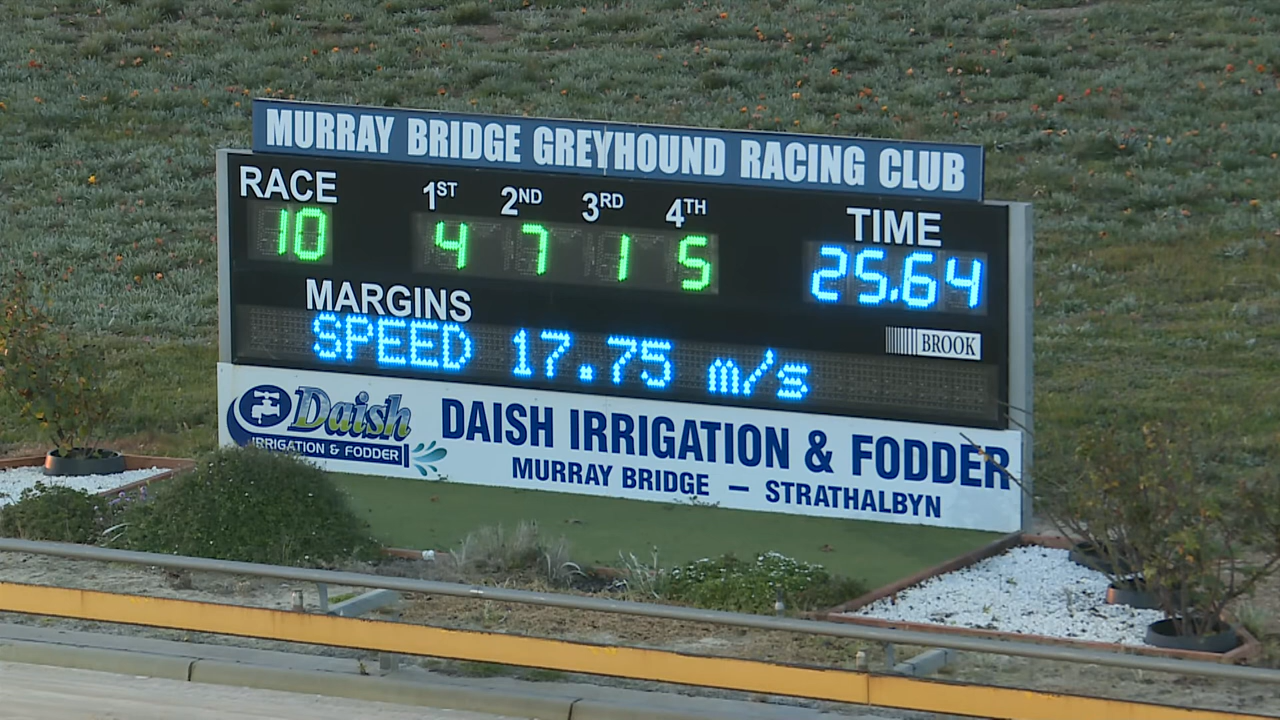 MURRAY BRIDGE GREYHOUND RACING CLUB
RACE 1ST 2ND 3RD 4TH TIME
10 4 7 1 5 25.64
MARGINS
BROOK
SPEED 17.75 m/s
Daish
IRRIGATION & FODDER
DAISH IRRIGATION & FODDER
MURRAY BRIDGE – STRATHALBYN